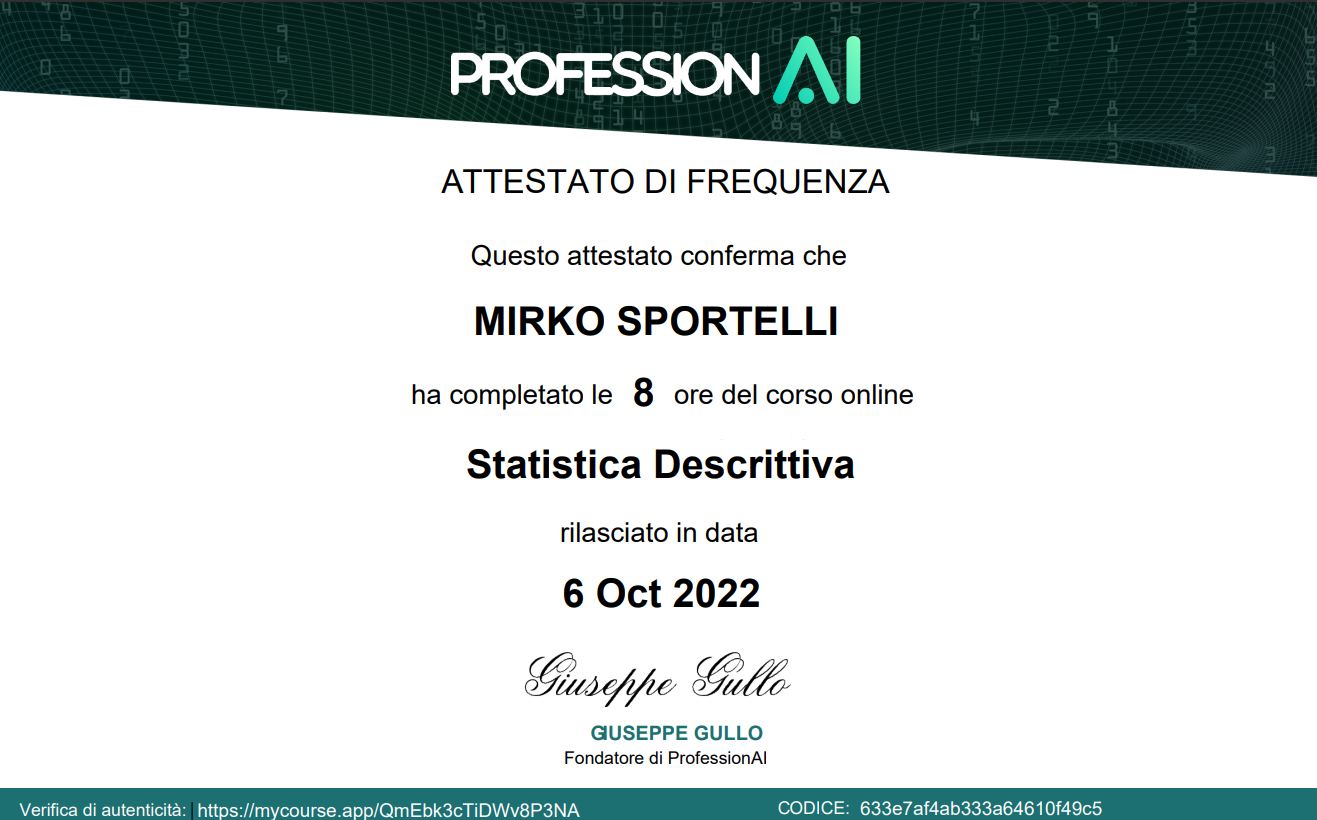 PROFESSION AI
ATTESTATO DI FREQUENZA
Questo attestato conferma che
MIRKO SPORTELLI
ha completato le 8 ore del corso online
Statistica Descrittiva
rilasciato in data
6 Oct 2022
Giuseppe Gullo
GIUSEPPE GULLO
Fondatore di ProfessionAI
Verifica di autenticità: https://mycourse.app/QmEbk3cTiDWv8P3NA CODICE: 633e7af4ab333a64610f49c5